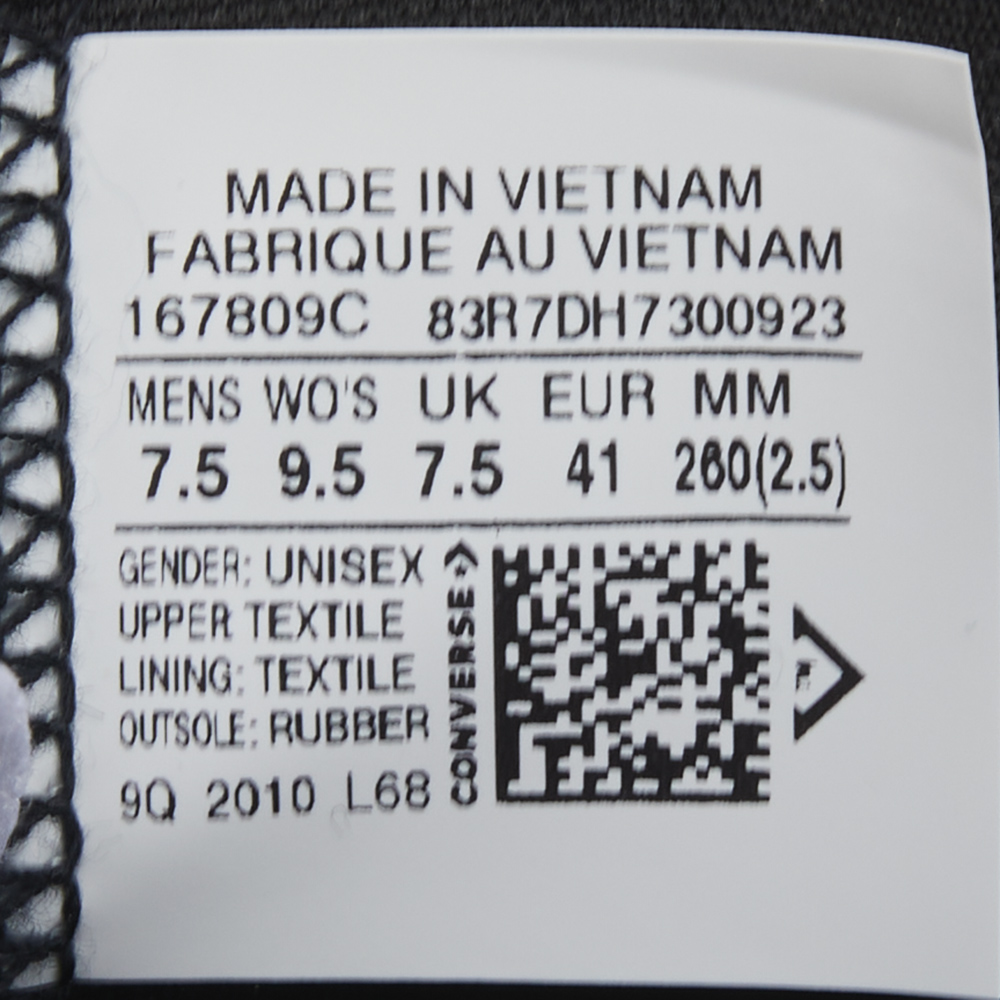 MADE IN VIETNAM
FABRIQUE AU VIETNAM
167809C 83R7DH7300923
MENS WO'S UK EUR MM
7.5 9.5 7.5 41 260(2.5)
GENDER: UNISEX
UPPER TEXTILE
LINING: TEXTILE
OUTSOLE: RUBBER
9Q 2010 L68
CONVERSE